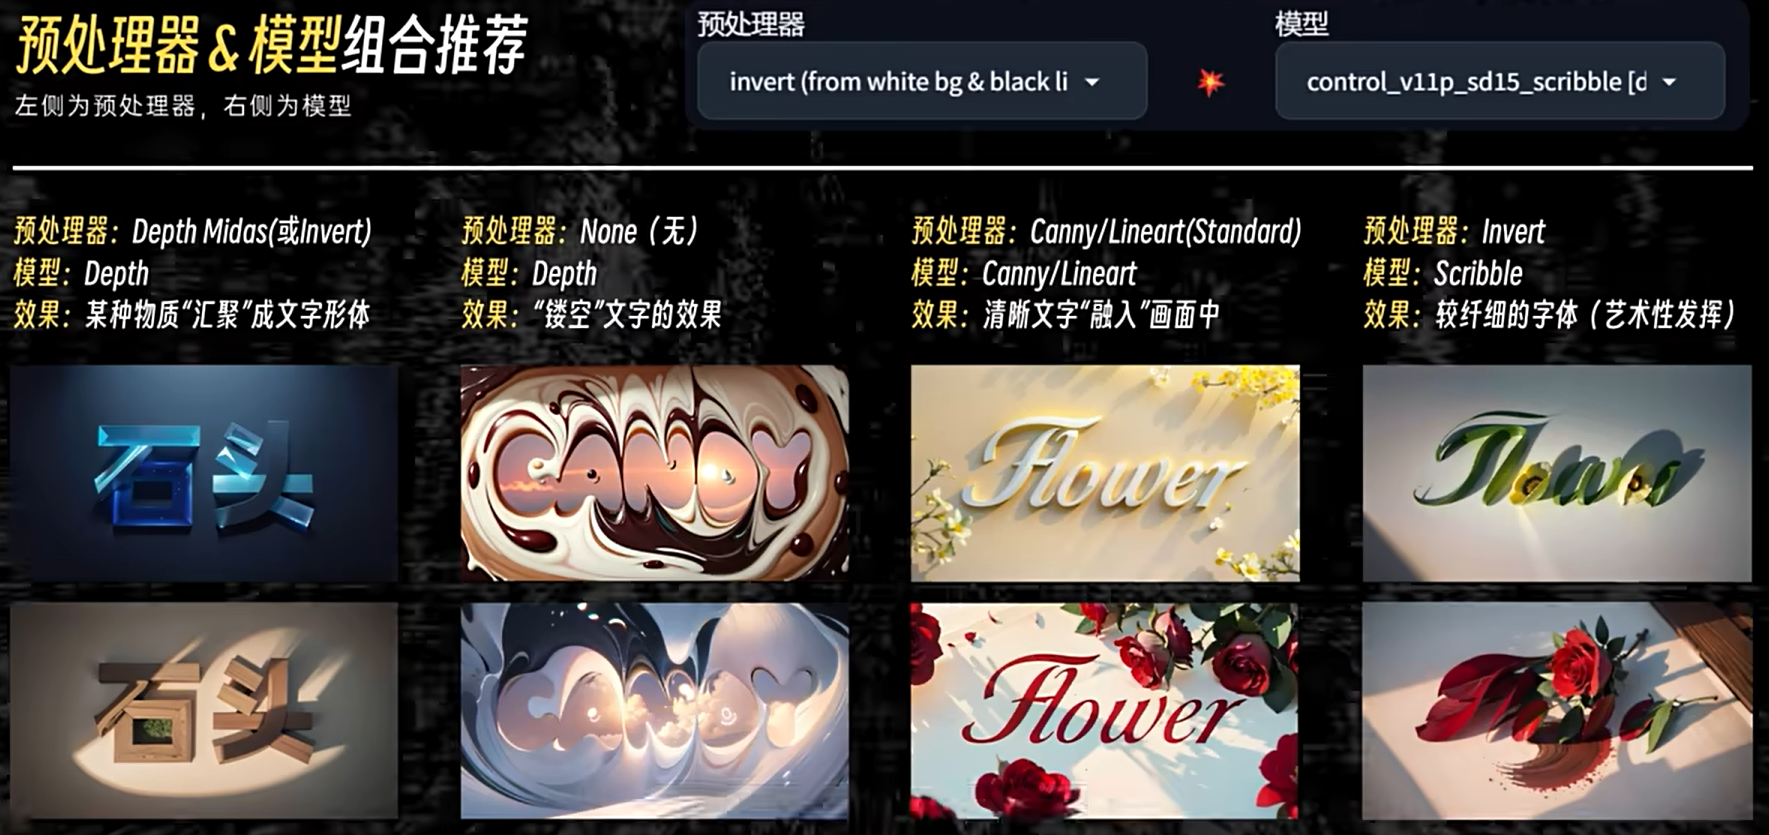 预处理器 & 模型组合推荐
左侧为预处理器，右侧为模型
预处理器
invert (from white bg & black li
模型
control_v11p_sd15_scribble [d
预处理器：Depth Midas(或Invert)
模型：Depth
效果：某种物质“汇聚”成文字形体
预处理器：None（无）
模型：Depth
效果：“镂空”文字的效果
预处理器：Canny/Lineart(Standard)
模型：Canny/Lineart
效果：清晰文字“融入”画面中
预处理器：Invert
模型：Scribble
效果：较纤细的字体（艺术性发挥）
石头
CANDY
Flower
Flower
石头
CANDY
Flower